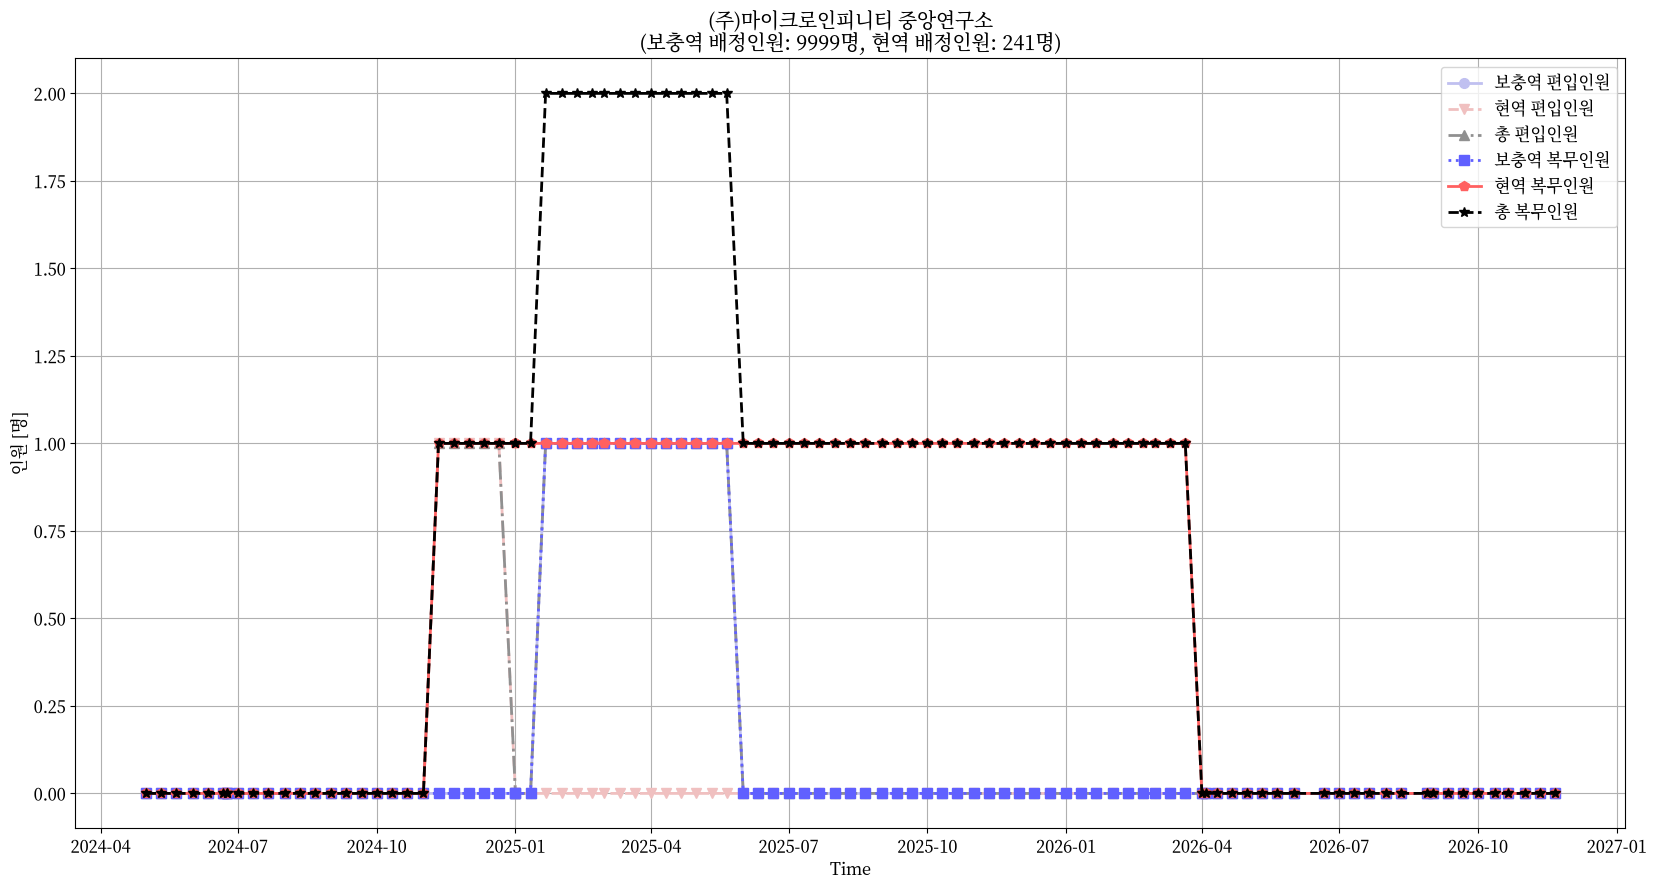 (주)마이크로인피니티 중앙연구소
(보충역 배정인원: 9999명, 현역 배정인원: 241명)
보충역 편입인원
현역 편입인원
총 편입인원
보충역 복무인원
현역 복무인원
총 복무인원
인원 [명]
2.00
1.75
1.50
1.25
1.00
0.75
0.50
0.25
0.00
2024-04 2024-07 2024-10 2025-01 2025-04 2025-07 2025-10 2026-01 2026-04 2026-07 2026-10 2027-01
Time